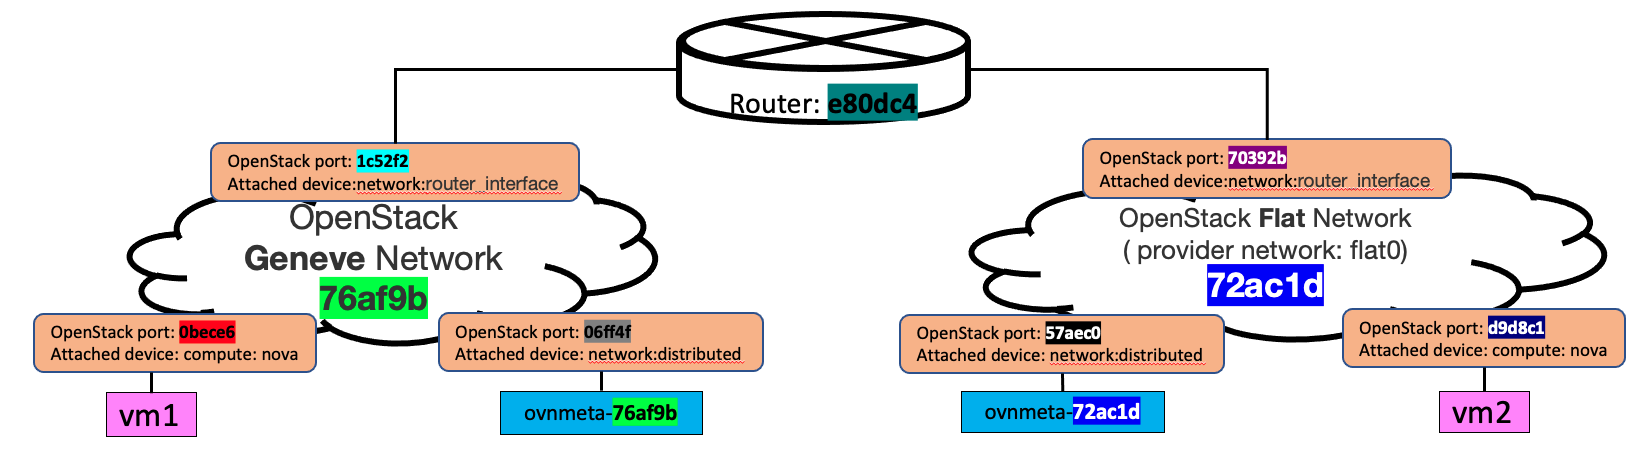 Router: e80dc4
OpenStack port: 1c52f2
Attached device:network:router_interface
OpenStack
Geneve Network
76af9b
OpenStack port: 0bece6
Attached device: compute: nova
vm1
OpenStack port: 06ff4f
Attached device: network:distributed
ovnmeta-76af9b
OpenStack port: 70392b
Attached device:network:router_interface
OpenStack Flat Network
( provider network: flat0)
72ac1d
OpenStack port: 57aec0
Attached device: network:distributed
ovnmeta-72ac1d
OpenStack port: d9d8c1
Attached device: compute: nova
vm2